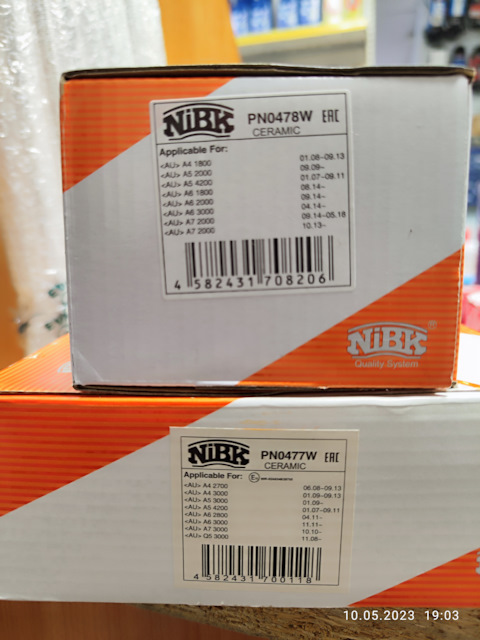 NiBK PN0478W EAC
CERAMIC
Applicable For:
<AU> A4 1800 01.08-09.13
<AU> A5 2000 09.09-
<AU> A5 4200 01.07-09.11
<AU> A6 1800 08.14-
<AU> A6 2000 09.14-
<AU> A6 3000 04.14-
<AU> A7 2000 09.14-05.18
<AU> A7 2000 10.13-
4 582431 708206
NiBK ®
Quality System
NiBK PN0477W EAC
CERAMIC
Applicable For:
<AU> A4 2700 06.08-09.13
<AU> A4 3000 01.09-09.13
<AU> A5 3000 01.09-
<AU> A5 4200 01.07-09.11
<AU> A6 2800 04.11-
<AU> A6 3000 11.11-
<AU> A7 3000 10.10-
<AU> Q5 3000 11.08-
4 582431 700118
10.05.2023 19:03